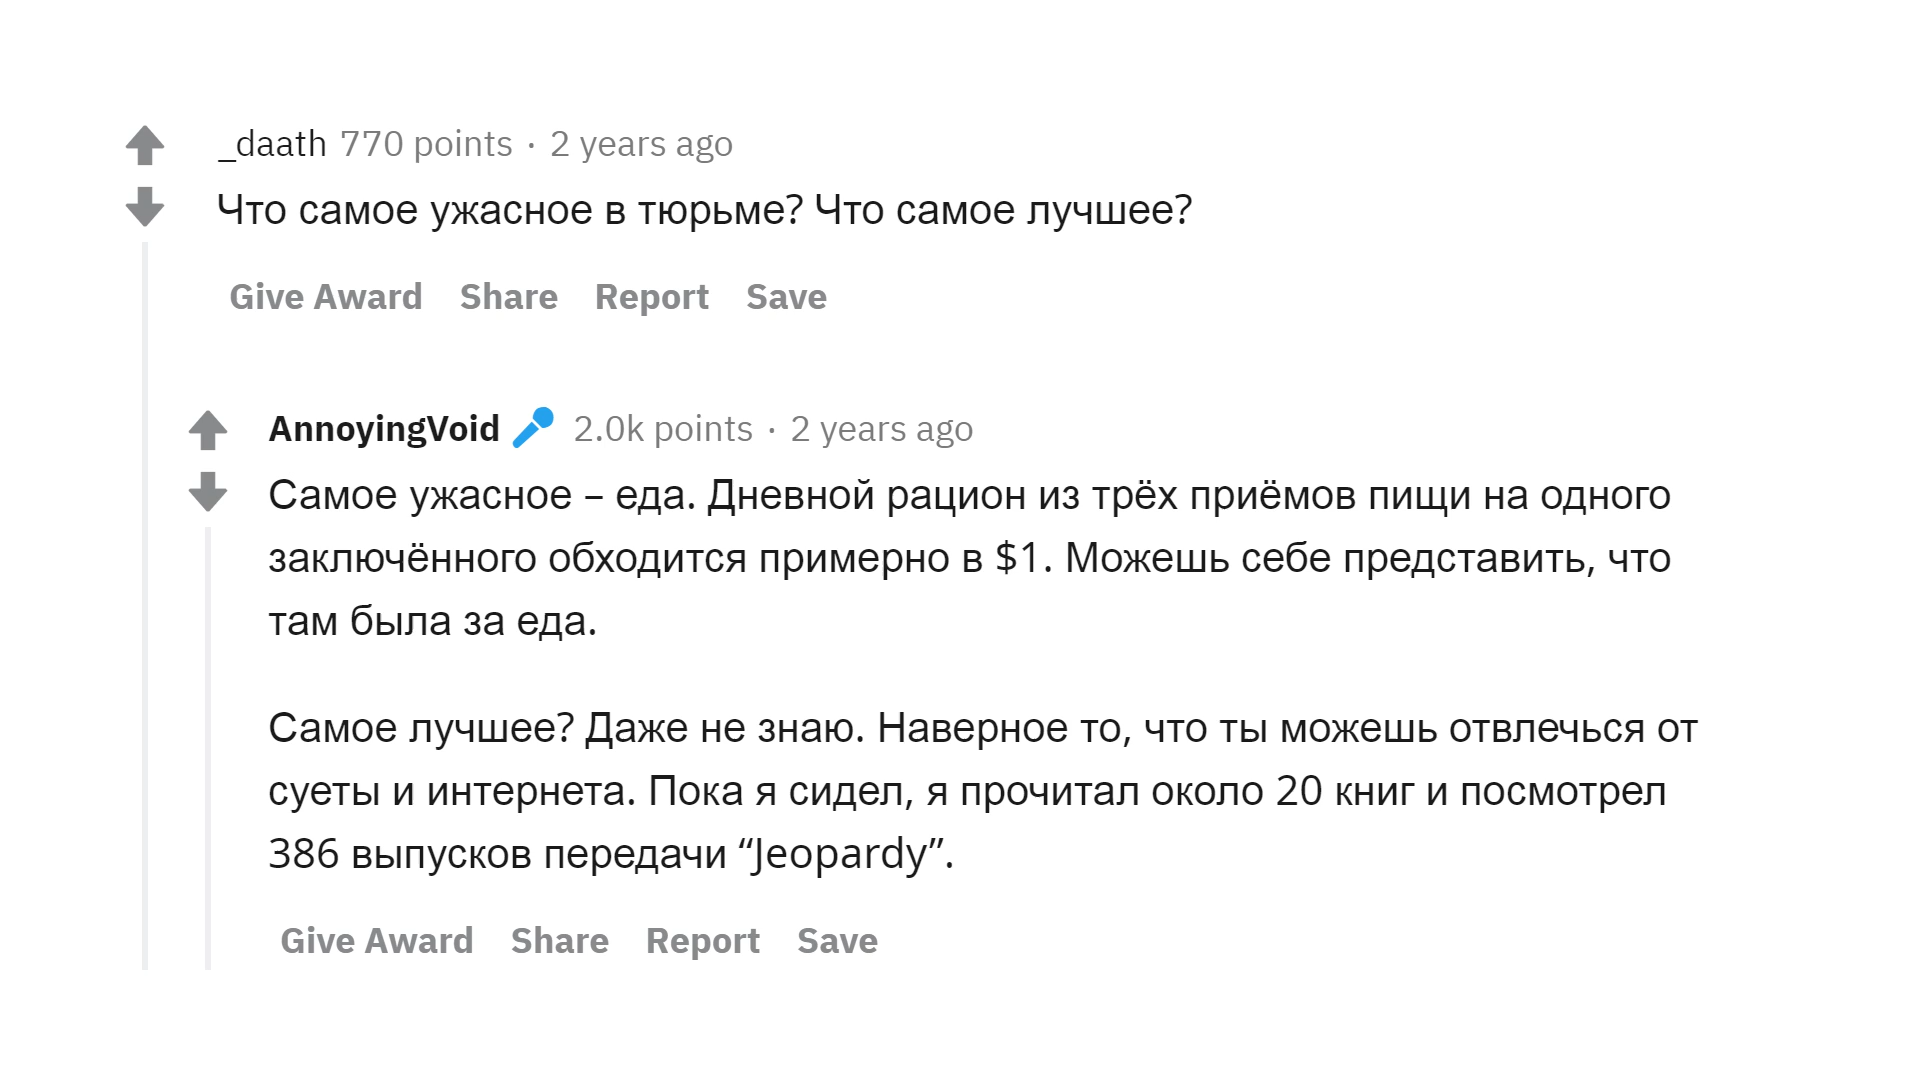 _daath 770 points · 2 years ago
Что самое ужасное в тюрьме? Что самое лучшее?
Give Award Share Report Save
AnnoyingVoid 2.0k points · 2 years ago
Самое ужасное – еда. Дневной рацион из трёх приёмов пищи на одного
заключённого обходится примерно в $1. Можешь себе представить, что
там была за еда.
Самое лучшее? Даже не знаю. Наверное то, что ты можешь отвлечься от
суеты и интернета. Пока я сидел, я прочитал около 20 книг и посмотрел
386 выпусков передачи “Jeopardy”.
Give Award Share Report Save